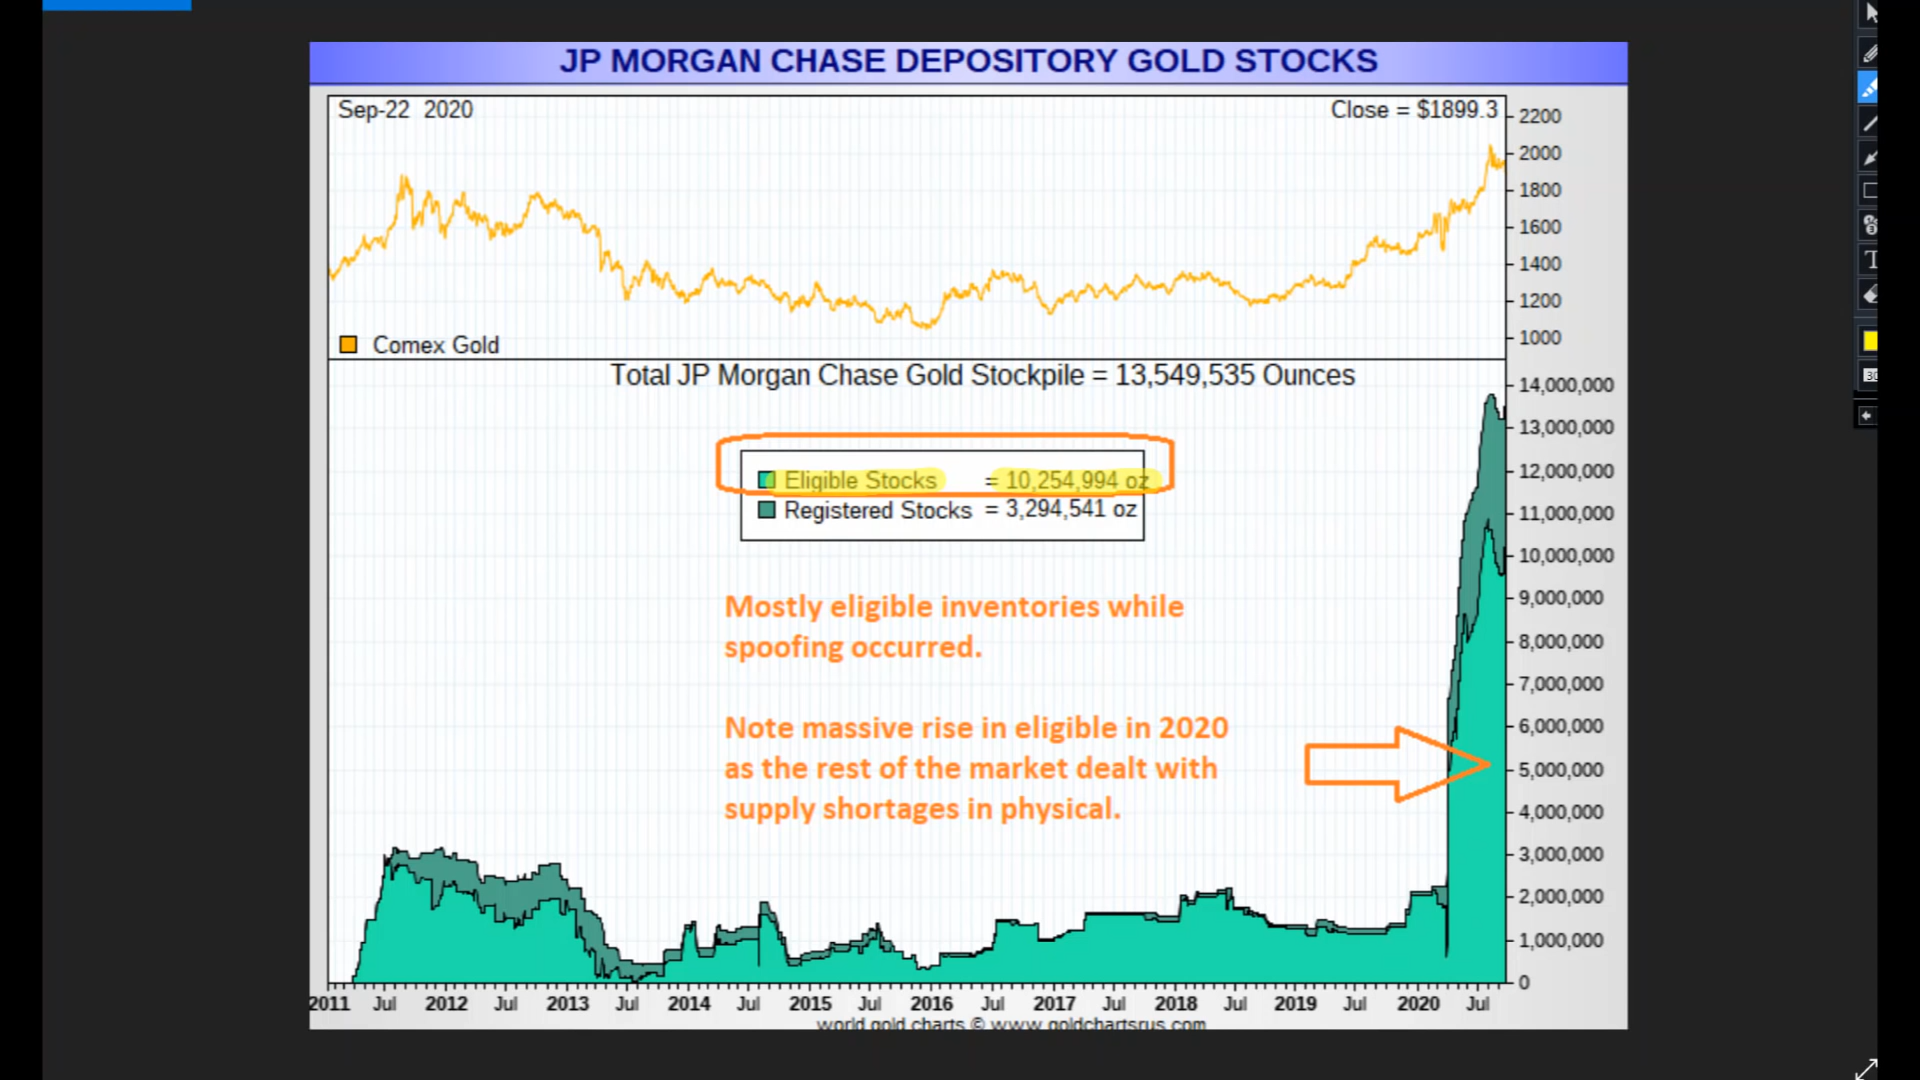 JP MORGAN CHASE DEPOSITORY GOLD STOCKS
Sep-22 2020
Close = $1899.3
2200
2000
1800
1600
1400
1200
1000
Comex Gold
Total JP Morgan Chase Gold Stockpile = 13,549,535 Ounces
14,000,000
13,000,000
12,000,000
11,000,000
10,000,000
9,000,000
8,000,000
7,000,000
6,000,000
5,000,000
4,000,000
3,000,000
2,000,000
1,000,000
0
Eligible Stocks = 10,254,994 oz
Registered Stocks = 3,294,541 oz
Mostly eligible inventories while
spoofing occurred.
Note massive rise in eligible in 2020
as the rest of the market dealt with
supply shortages in physical.
2011 Jul 2012 Jul 2013 Jul 2014 Jul 2015 Jul 2016 Jul 2017 Jul 2018 Jul 2019 Jul 2020 Jul
world gold charts © www.goldchartsrus.com
T